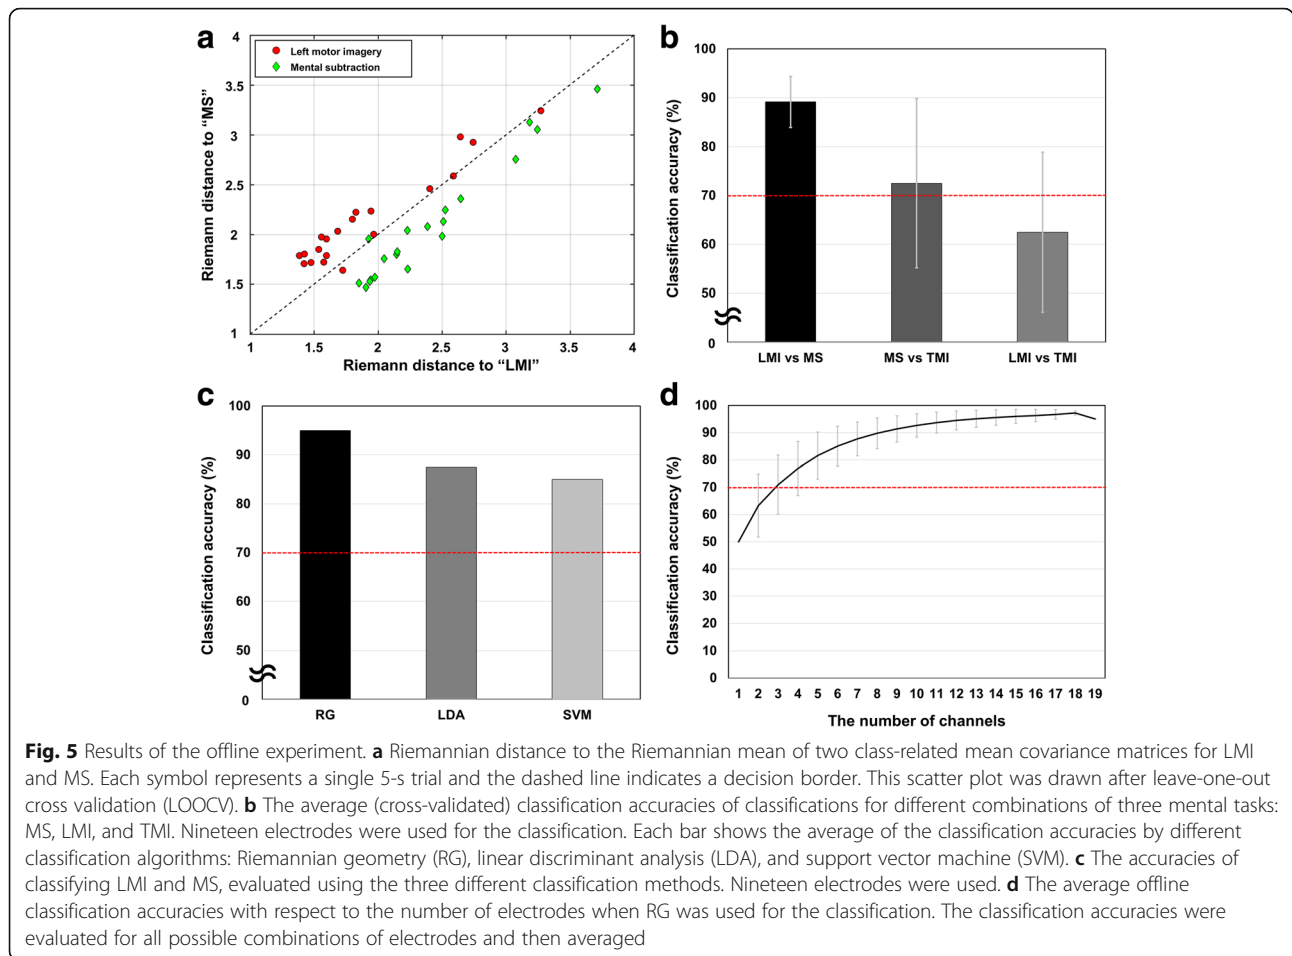 a
4
3.5
3
2.5
2
1.5
1
Riemann distance to "MS"
Left motor imagery
Mental subtraction
1 1.5 2 2.5 3 3.5 4
Riemann distance to "LMI"
b
100
90
80
70
60
50
0
Classification accuracy (%)
LMI vs MS MS vs TMI LMI vs TMI
c
100
90
80
70
60
50
0
Classification accuracy (%)
RG LDA SVM
d
100
90
80
70
60
50
40
30
20
10
0
Classification accuracy (%)
1 2 3 4 5 6 7 8 9 10 11 12 13 14 15 16 17 18 19
The number of channels
Fig. 5 Results of the offline experiment. a Riemannian distance to the Riemannian mean of two class-related mean covariance matrices for LMI
and MS. Each symbol represents a single 5-s trial and the dashed line indicates a decision border. This scatter plot was drawn after leave-one-out
cross validation (LOOCV). b The average (cross-validated) classification accuracies of classifications for different combinations of three mental tasks:
MS, LMI, and TMI. Nineteen electrodes were used for the classification. Each bar shows the average of the classification accuracies by different
classification algorithms: Riemannian geometry (RG), linear discriminant analysis (LDA), and support vector machine (SVM). c The accuracies of
classifying LMI and MS, evaluated using the three different classification methods. Nineteen electrodes were used. d The average offline
classification accuracies with respect to the number of electrodes when RG was used for the classification. The classification accuracies were
evaluated for all possible combinations of electrodes and then averaged